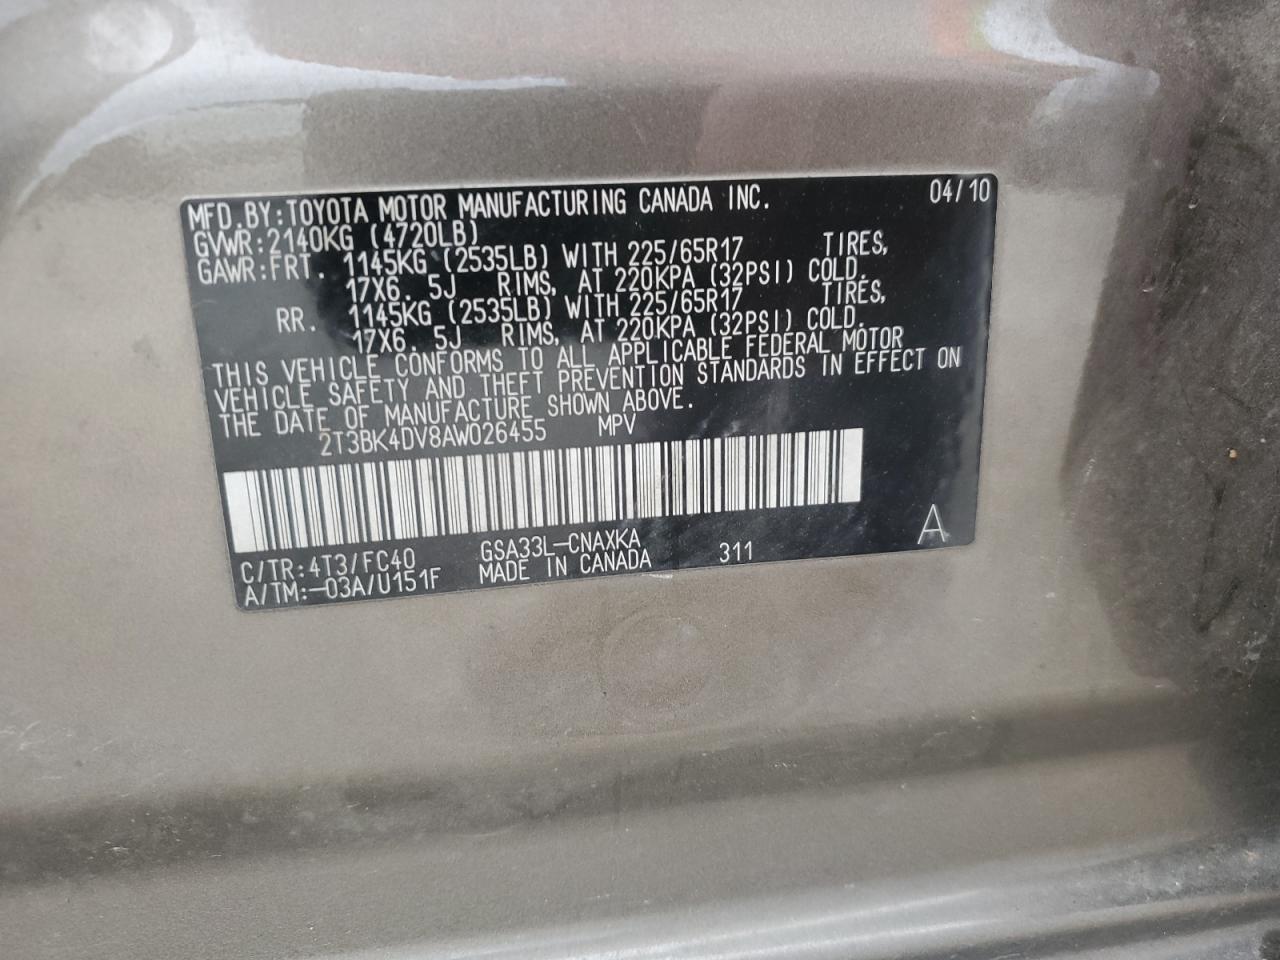 MFD.BY:TOYOTA MOTOR MANUFACTURING CANADA INC. 04/10
GVWR:2140KG (4720LB)
GAWR:FRT. 1145KG (2535LB) WITH 225/65R17 TIRES,
17X6.5J RIMS, AT 220KPA (32PSI) COLD.
RR. 1145KG (2535LB) WITH 225/65R17 TIRES,
17X6.5J RIMS, AT 220KPA (32PSI) COLD.
THIS VEHICLE CONFORMS TO ALL APPLICABLE FEDERAL MOTOR
VEHICLE SAFETY AND THEFT PREVENTION STANDARDS IN EFFECT ON
THE DATE OF MANUFACTURE SHOWN ABOVE.
2T3BK4DV8AW026455 MPV
A
C/TR:4T3/FC40 GSA33L-CNAXKA 311
A/TM:-03A/U151F MADE IN CANADA